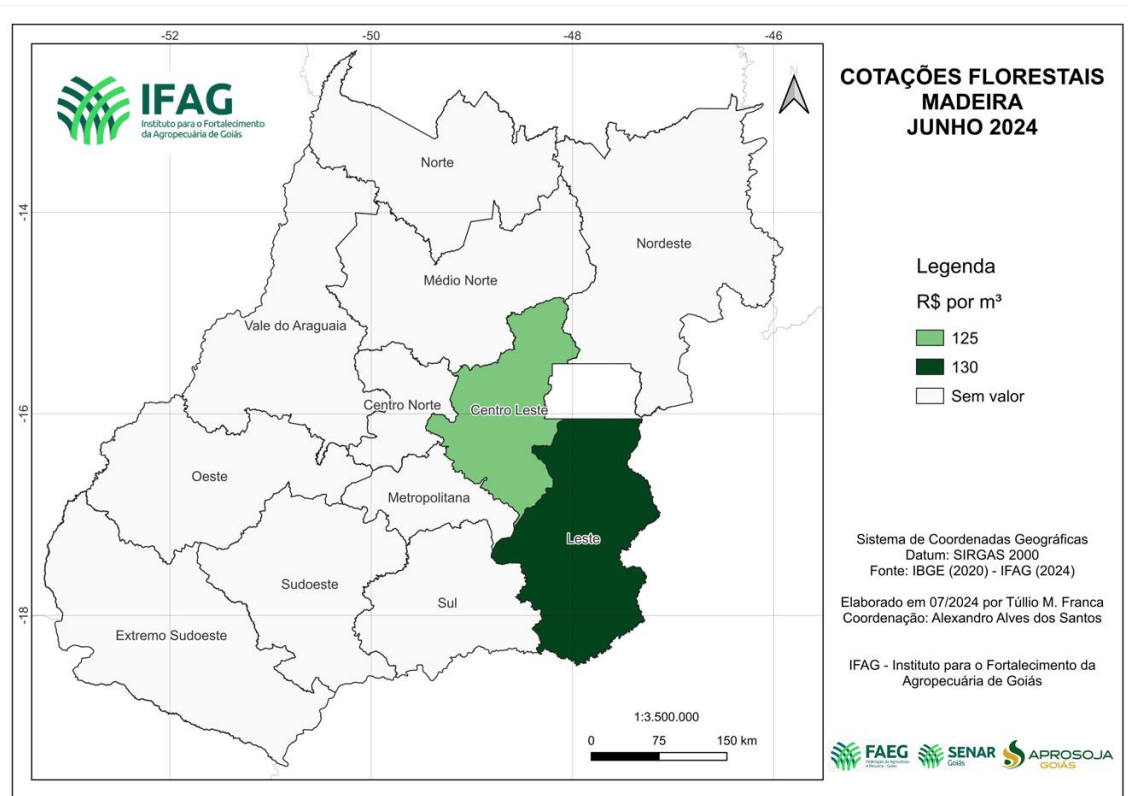 -52
-50
-48
-46
IFAG
Instituto para o Fortalecimento
da Agropecuária de Goiás
COTAÇÕES FLORESTAIS
MADEIRA
JUNHO 2024
Norte
-14
Nordeste
Médio Norte
Vale do Araguaia
Centro Norte
Centro Leste
-16
Oeste
Metropolitana
Leste
Sudoeste
Sul
-18
Extremo Sudoeste
Legenda
R$ por m³
125
130
Sem valor
Sistema de Coordenadas Geográficas
Datum: SIRGAS 2000
Fonte: IBGE (2020) - IFAG (2024)
Elaborado em 07/2024 por Túllio M. Franca
Coordenação: Alexandro Alves dos Santos
IFAG - Instituto para o Fortalecimento da
Agropecuária de Goiás
1:3.500.000
0 75 150 km
FAEG
SENAR
Goiás
APROSOJA
GOIÁS